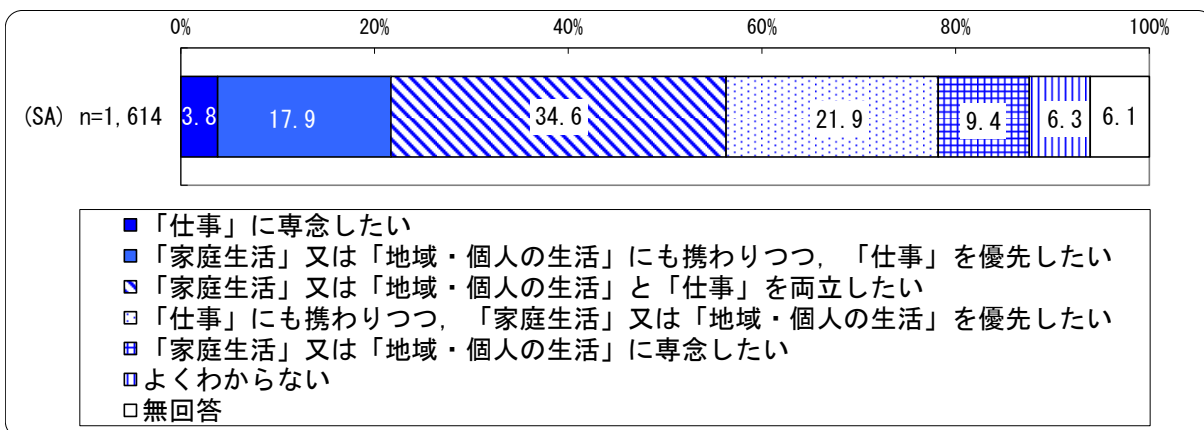 0% 20% 40% 60% 80% 100%
(SA) n=1,614 3.8 17.9 34.6 21.9 9.4 6.3 6.1
「仕事」に専念したい
「家庭生活」又は「地域・個人の生活」にも携わりつつ，「仕事」を優先したい
「家庭生活」又は「地域・個人の生活」と「仕事」を両立したい
「仕事」にも携わりつつ，「家庭生活」又は「地域・個人の生活」を優先したい
「家庭生活」又は「地域・個人の生活」に専念したい
よくわからない
無回答